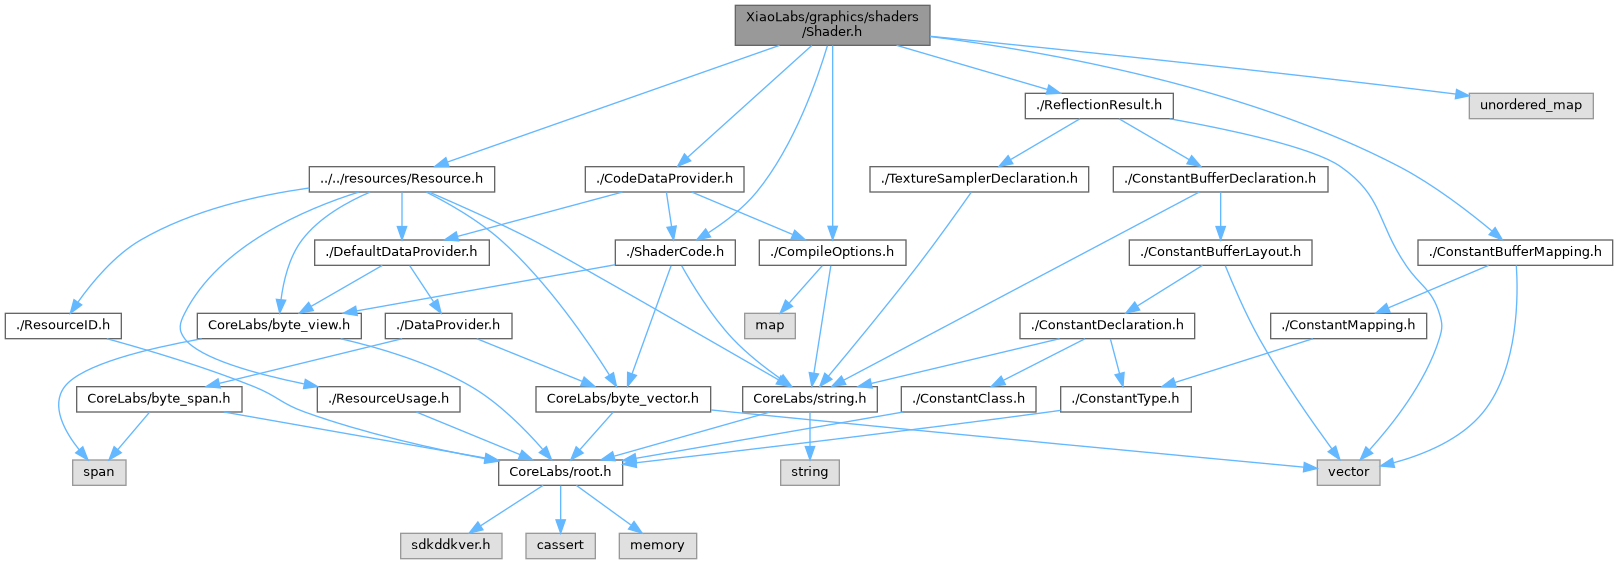 XiaoLabs/graphics/shaders
/Shader.h
./ReflectionResult.h
unordered_map
../../resources/Resource.h
./CodeDataProvider.h
./TextureSamplerDeclaration.h
./ConstantBufferDeclaration.h
./DefaultDataProvider.h
./ShaderCode.h
./CompileOptions.h
./ConstantBufferLayout.h
./ConstantBufferMapping.h
./ResourceID.h
CoreLabs/byte_view.h
./DataProvider.h
map
./ConstantDeclaration.h
./ConstantMapping.h
CoreLabs/byte_span.h
./ResourceUsage.h
CoreLabs/byte_vector.h
CoreLabs/string.h
./ConstantClass.h
./ConstantType.h
span
CoreLabs/root.h
string
vector
sdkddkver.h
cassert
memory